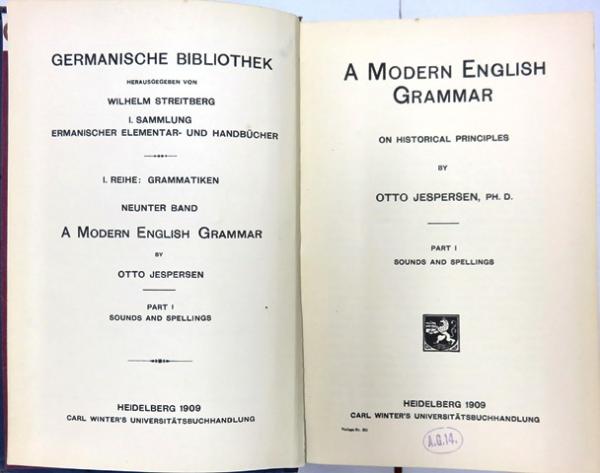 GERMANISCHE BIBLIOTHEK
HERAUSGEGEBEN VON
WILHELM STREITBERG
I. SAMMLUNG
ERMANISCHER ELEMENTAR- UND HANDBÜCHER
I. REIHE: GRAMMATIKEN
NEUNTER BAND
A MODERN ENGLISH GRAMMAR
BY
OTTO JESPERSEN
PART I
SOUNDS AND SPELLINGS
HEIDELBERG 1909
CARL WINTER'S UNIVERSITÄTSBUCHHANDLUNG
A MODERN ENGLISH
GRAMMAR
ON HISTORICAL PRINCIPLES
BY
OTTO JESPERSEN, PH. D.
PART I
SOUNDS AND SPELLINGS
HEIDELBERG 1909
CARL WINTER'S UNIVERSITÄTSBUCHHANDLUNG
A.G.14.